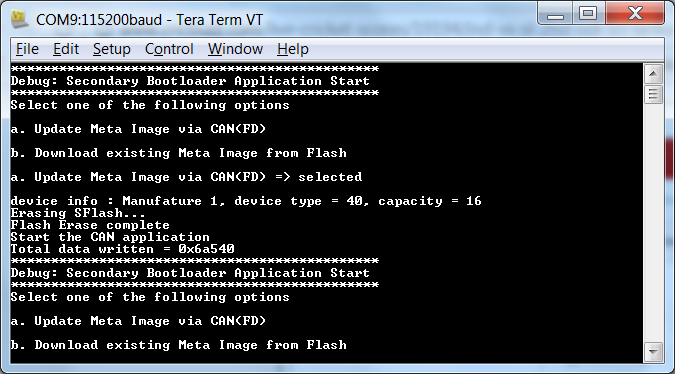 COM9:115200baud - Tera Term VT
File Edit Setup Control Window Help
***********************************************
Debug: Secondary Bootloader Application Start
***********************************************
Select one of the following options
a. Update Meta Image via CAN(FD)
b. Download existing Meta Image from Flash
a. Update Meta Image via CAN(FD) => selected
device info : Manufature 1, device type = 40, capacity = 16
Erasing SFlash...
Flash Erase complete
Start the CAN application
Total data written = 0x6a540
***********************************************
Debug: Secondary Bootloader Application Start
***********************************************
Select one of the following options
a. Update Meta Image via CAN(FD)
b. Download existing Meta Image from Flash